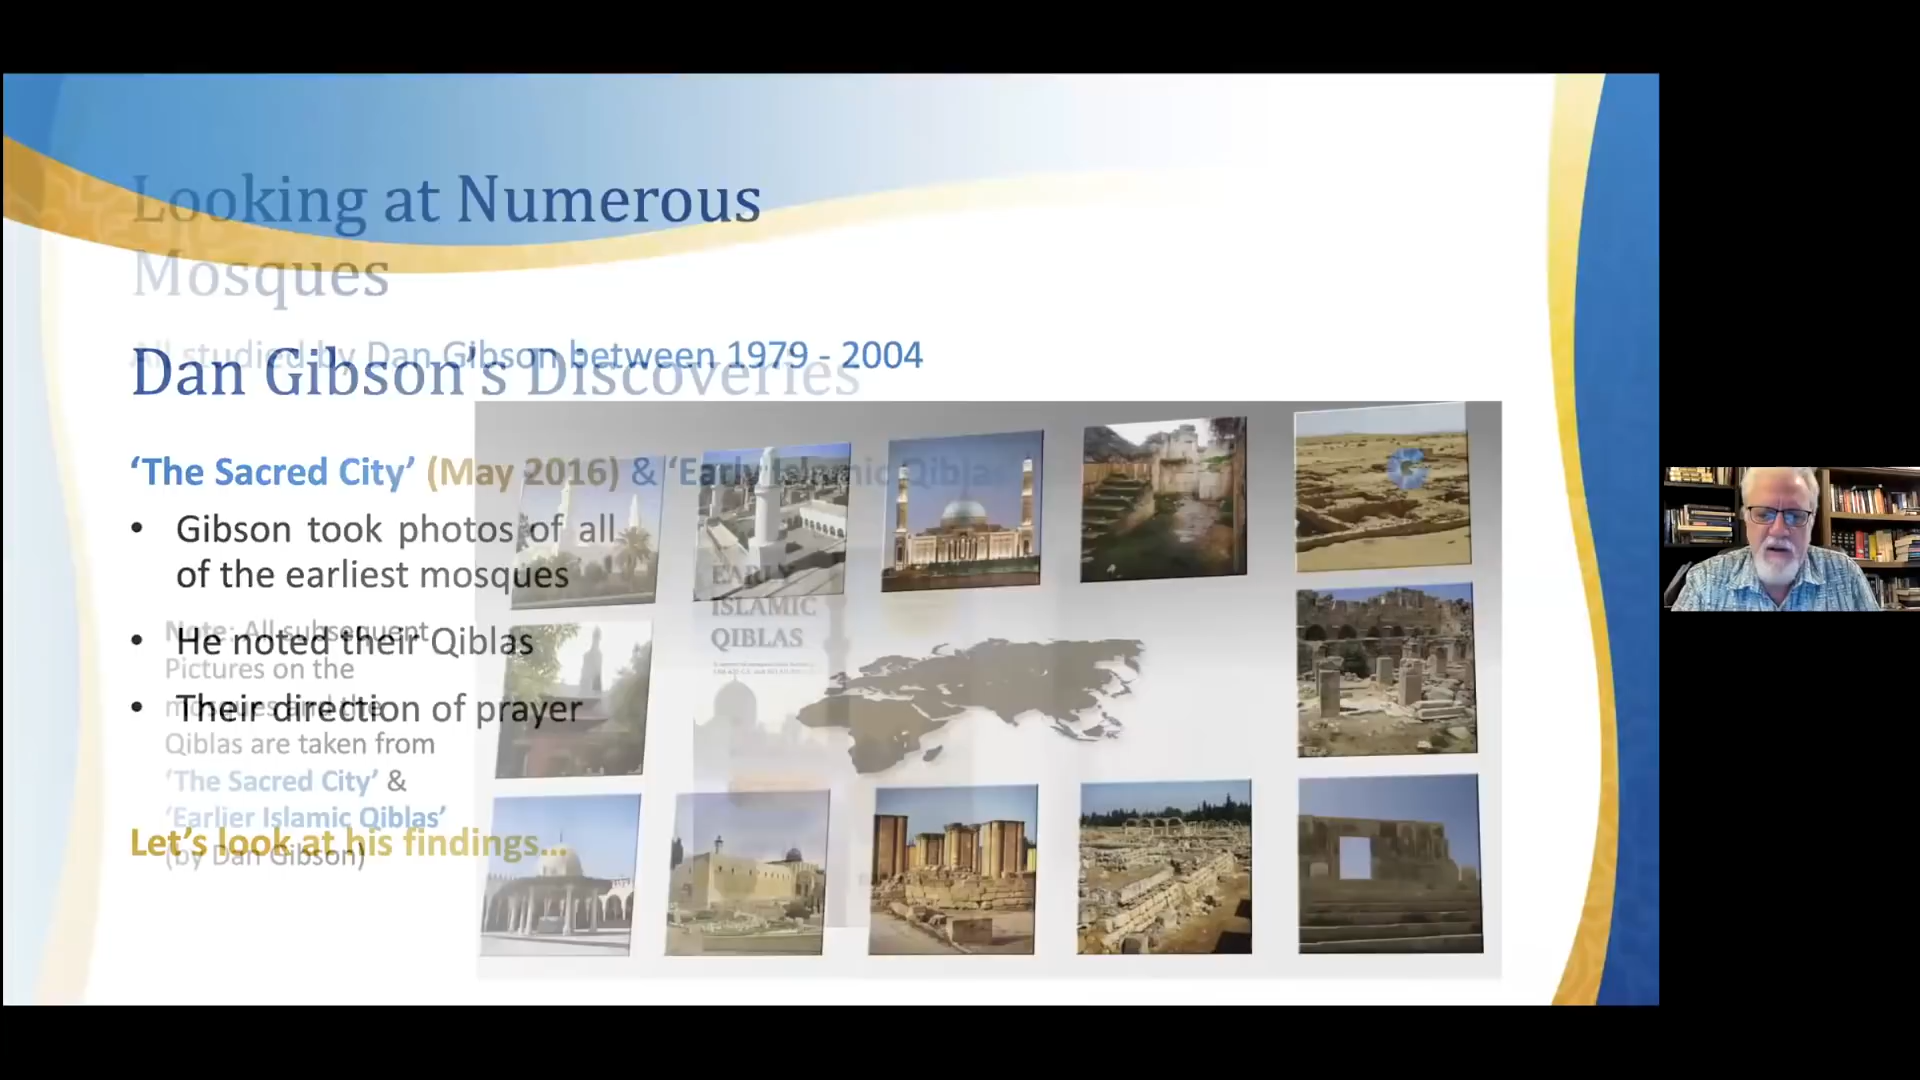 Looking at Numerous
Mosques
All studied by Dan Gibson between 1979 - 2004
Dan Gibson's Discoveries
‘The Sacred City’ (May 2016) & ‘Early Islamic Qiblas
• Gibson took photos of all
of the earliest mosques
• He noted their Qiblas
• Their direction of prayer
Let's look at his findings...
Note: All subsequent
Pictures on the
mosques and the
Qiblas are taken from
‘The Sacred City’ &
‘Earlier Islamic Qiblas’
(by Dan Gibson)
EARLY
ISLAMIC
QIBLAS